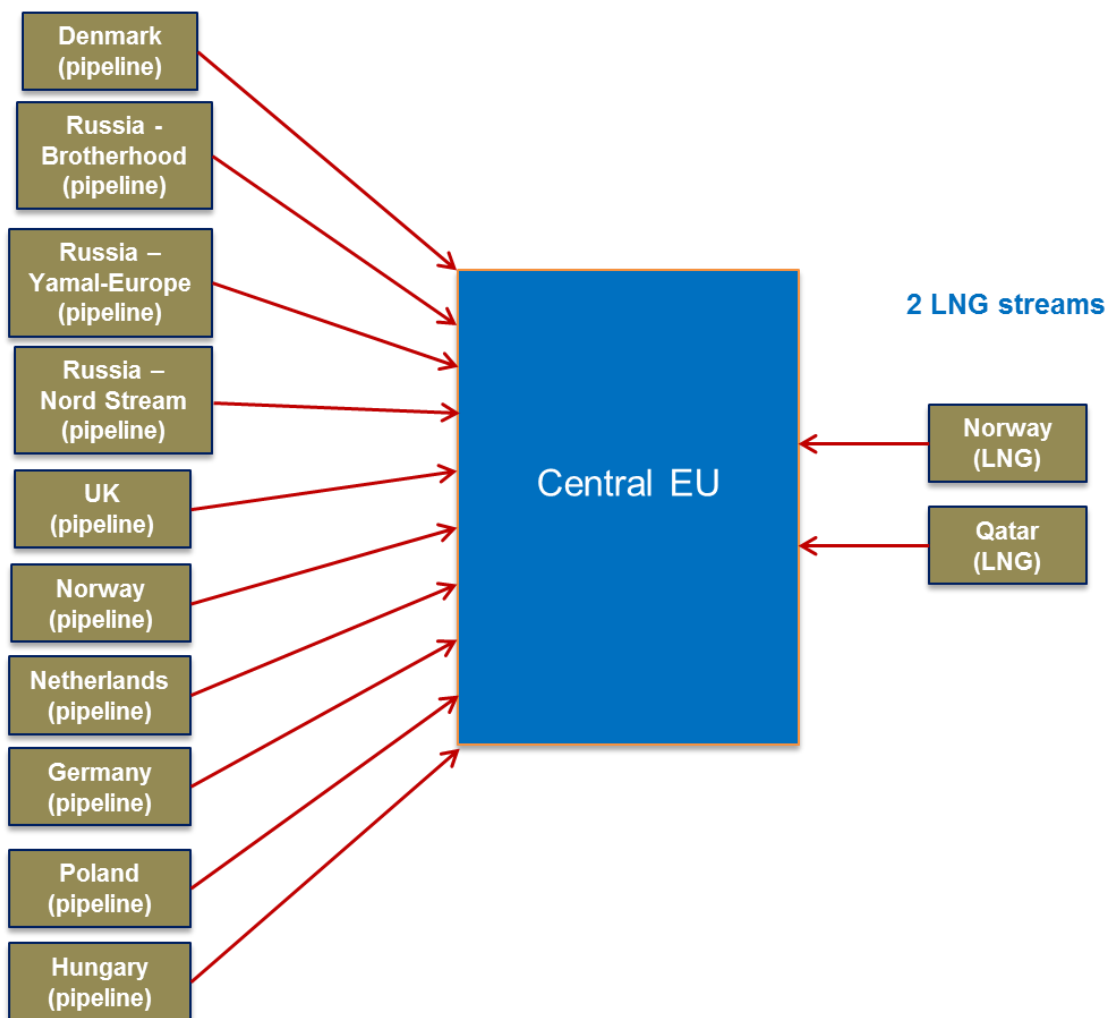 Denmark
(pipeline)
Russia -
Brotherhood
(pipeline)
Russia –
Yamal-Europe
(pipeline)
Russia –
Nord Stream
(pipeline)
UK
(pipeline)
Norway
(pipeline)
Netherlands
(pipeline)
Germany
(pipeline)
Poland
(pipeline)
Hungary
(pipeline)
Central EU
2 LNG streams
Norway
(LNG)
Qatar
(LNG)